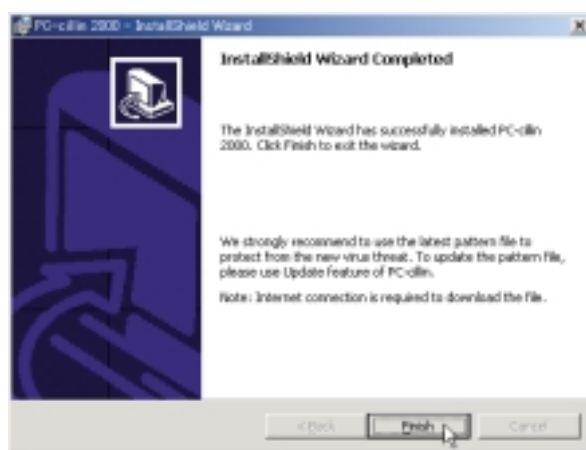 PC-cillin 2000 - InstallShield Wizard
InstallShield Wizard Completed
The InstallShield Wizard has successfully installed PC-cillin
2000. Click Finish to exit the wizard.
We strongly recommend to use the latest pattern file to
protect from the new virus threat. To update the pattern file,
please use Update feature of PC-cillin.
Note: Internet connection is required to download the file.
< Back
Finish
Cancel